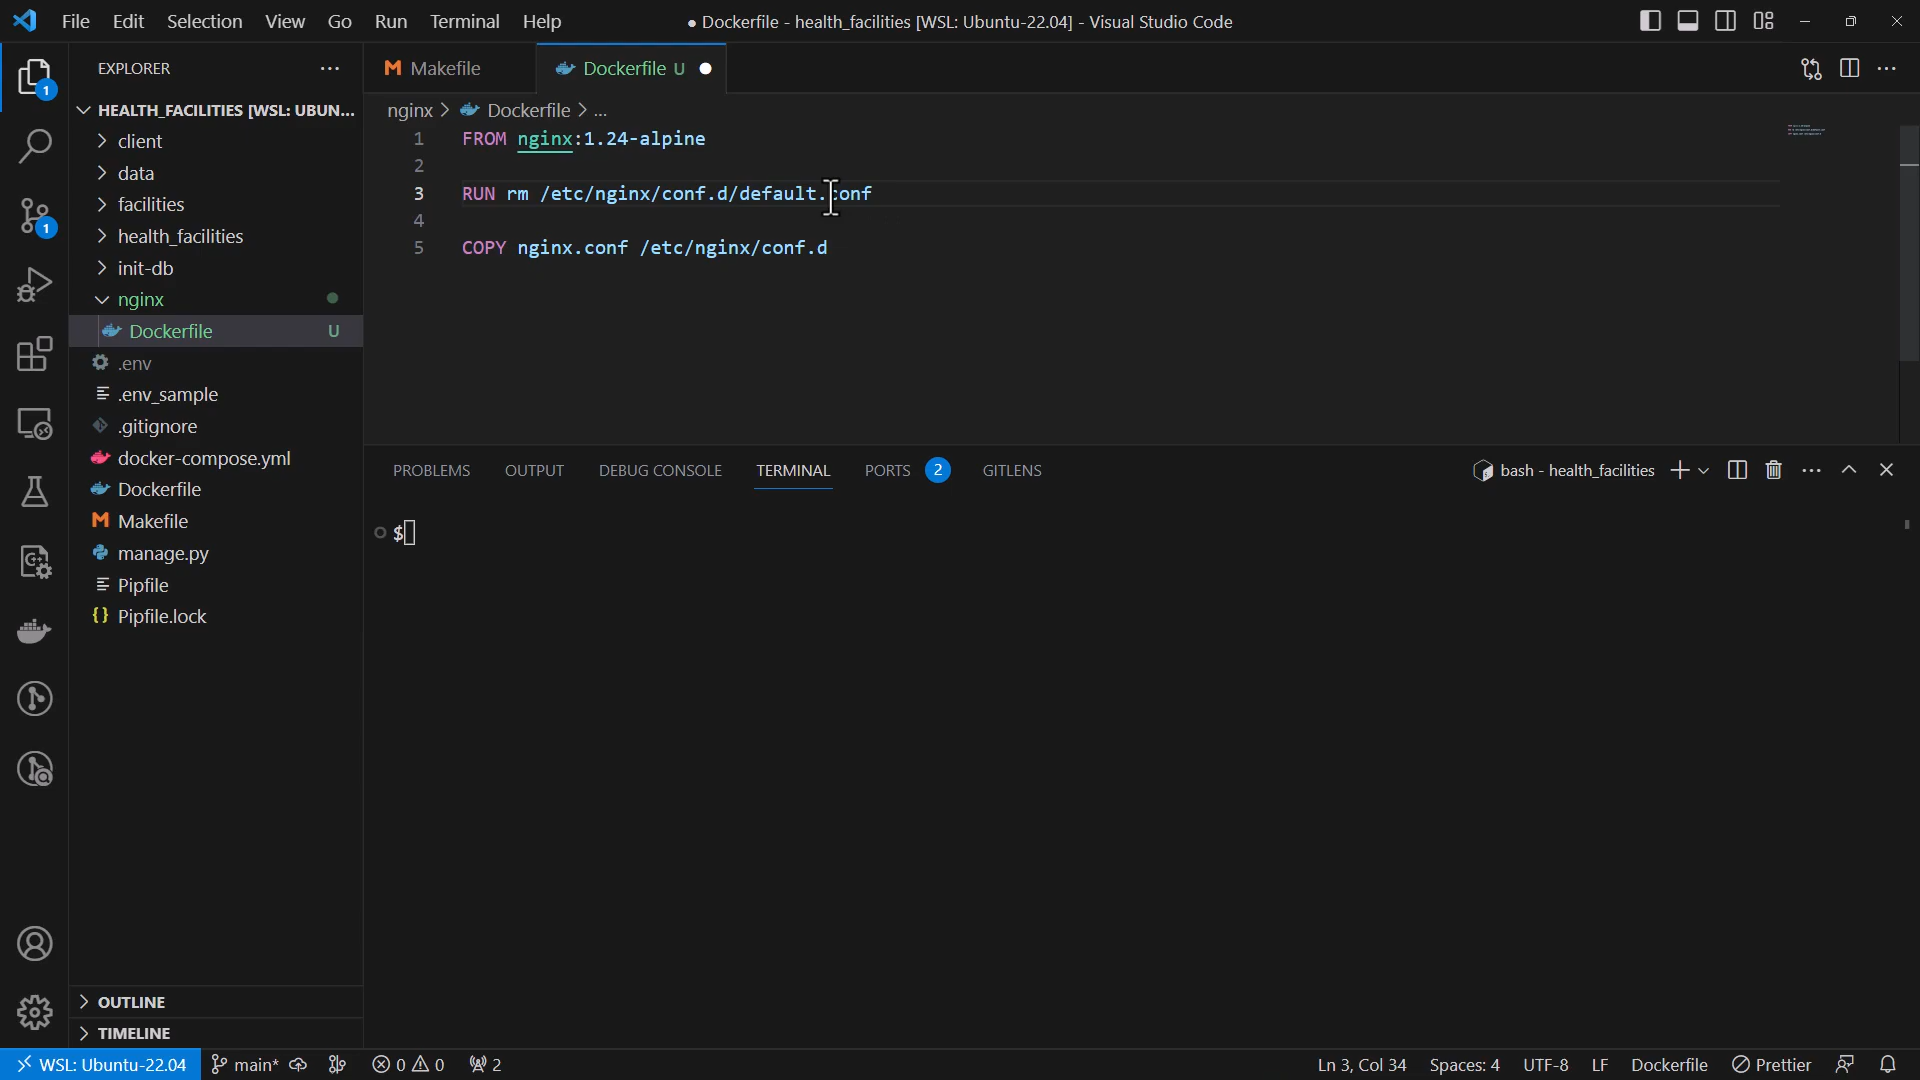 File Edit Selection View Go Run Terminal Help
● Dockerfile - health_facilities [WSL: Ubuntu-22.04] - Visual Studio Code
EXPLORER
HEALTH_FACILITIES [WSL: UBUN...
client
data
facilities
health_facilities
init-db
nginx
Dockerfile U
.env
.env_sample
.gitignore
docker-compose.yml
Dockerfile
Makefile
manage.py
Pipfile
Pipfile.lock
OUTLINE
TIMELINE
1
1
Makefile
Dockerfile U
nginx > Dockerfile > ...
1 FROM nginx:1.24-alpine
2
3 RUN rm /etc/nginx/conf.d/default.conf
4
5 COPY nginx.conf /etc/nginx/conf.d
PROBLEMS OUTPUT DEBUG CONSOLE TERMINAL PORTS 2 GITLENS
bash - health_facilities
$
WSL: Ubuntu-22.04 main* 0 0 2
Ln 3, Col 34 Spaces: 4 UTF-8 LF Dockerfile Prettier